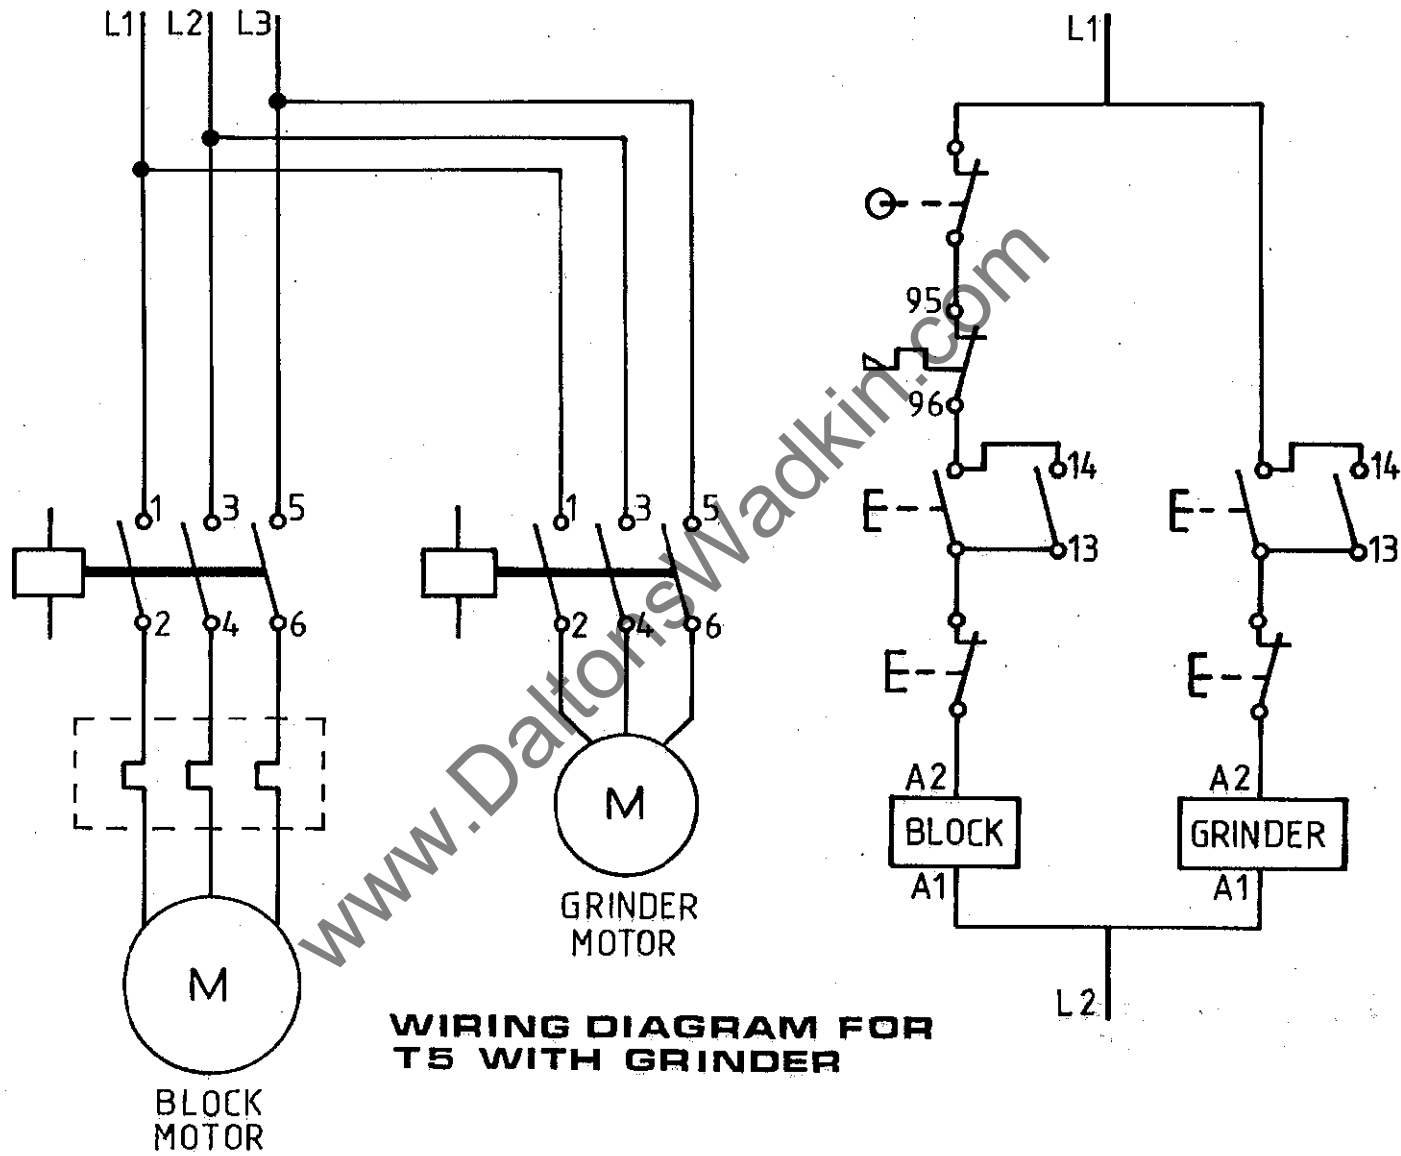 L1 L2 L3
L1
95
96
14
13
14
13
1 3 5
2 4 6
1 3 5
2 4 6
A2
BLOCK
A1
A2
GRINDER
A1
L2
M
GRINDER
MOTOR
M
BLOCK
MOTOR
WIRING DIAGRAM FOR
T5 WITH GRINDER
www.DaltonsWadkin.com